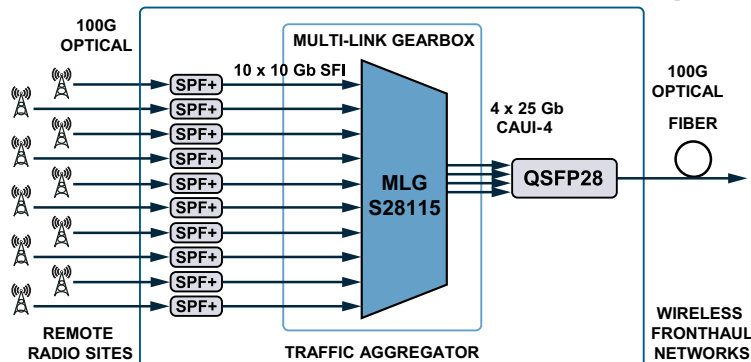 100G
OPTICAL
MULTI-LINK GEARBOX
10 x 10 Gb SFI
SPF+
SPF+
SPF+
SPF+
SPF+
SPF+
SPF+
SPF+
SPF+
SPF+
MLG
S28115
4 x 25 Gb
CAUI-4
QSFP28
100G
OPTICAL
FIBER
REMOTE
RADIO SITES
TRAFFIC AGGREGATOR
WIRELESS
FRONTHAUL
NETWORKS